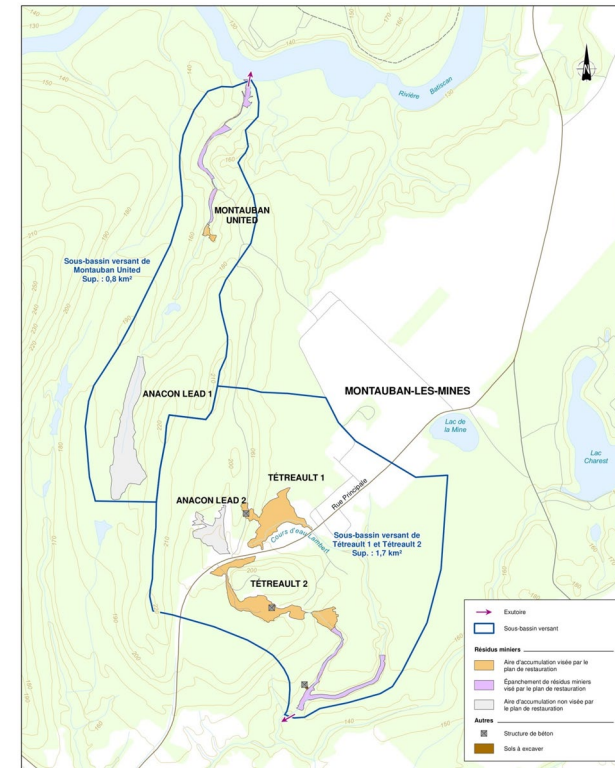 Rivière Batiscan
MONTAUBAN
UNITED
Sous-bassin versant de
Montauban United
Sup. : 0,8 km²
ANACON LEAD 1
MONTAUBAN-LES-MINES
Lac de
la Mine
Lac
Charest
TÉTREAULT 1
Rue Principale
ANACON LEAD 2
Cours d'eau Lambert
Sous-bassin versant de
Tétreault 1 et Tétreault 2
Sup. : 1,7 km²
TÉTREAULT 2
Exutoire
Sous-bassin versant
Résidus miniers
Aire d'accumulation visée par le
plan de restauration
Épanchement de résidus miniers
visé par le plan de restauration
Aire d'accumulation non visée par
le plan de restauration
Autres
Structure de béton
Sols à excaver